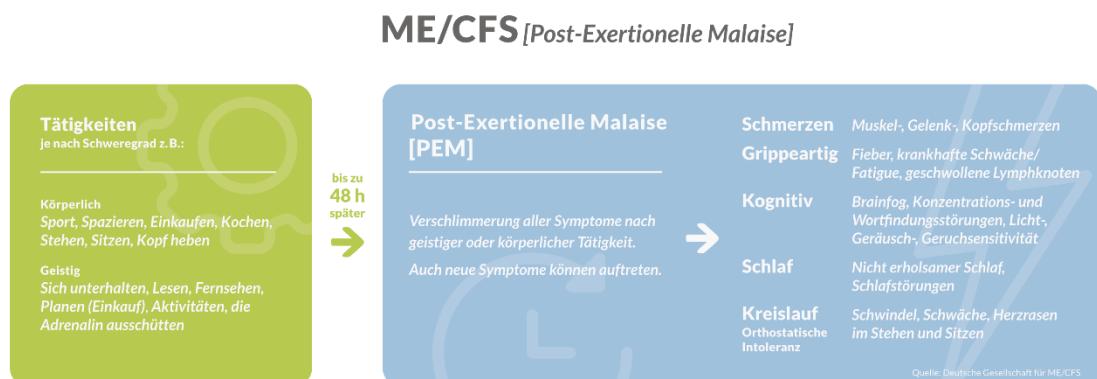 ME/CFS [Post-Exertionelle Malaise]
Tätigkeiten
je nach Schweregrad z.B.:
Körperlich
Sport, Spazieren, Einkaufen, Kochen,
Stehen, Sitzen, Kopf heben
Geistig
Sich unterhalten, Lesen, Fernsehen,
Planen (Einkauf), Aktivitäten, die
Adrenalin ausschütten
bis zu
48 h
später
Post-Exertionelle Malaise
[PEM]
Verschlimmerung aller Symptome nach
geistiger oder körperlicher Tätigkeit.
Auch neue Symptome können auftreten.
Schmerzen Muskel-, Gelenk-, Kopfschmerzen
Grippeartig Fieber, krankhafte Schwäche/
Fatigue, geschwollene Lymphknoten
Kognitiv Brainfog, Konzentrations- und
Wortfindungsstörungen, Licht-,
Geräusch-, Geruchsensitivität
Schlaf Nicht erholsamer Schlaf,
Schlafstörungen
Kreislauf Schwindel, Schwäche, Herzrasen
Orthostatische im Stehen und Sitzen
Intoleranz
Quelle: Deutsche Gesellschaft für ME/CFS